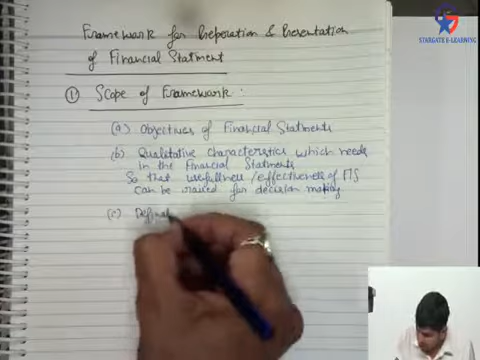 STARGATE E-LEARNING
Framework for Preperation & Presentation
of Financial Statment
① Scope of Framework :
(a) Objectives of Financial Statments
(b) Qualitative characteristics which needs
in the Financial Statments
So that usefullness/effectiveness of FTS
can be raised for decision making
(c)